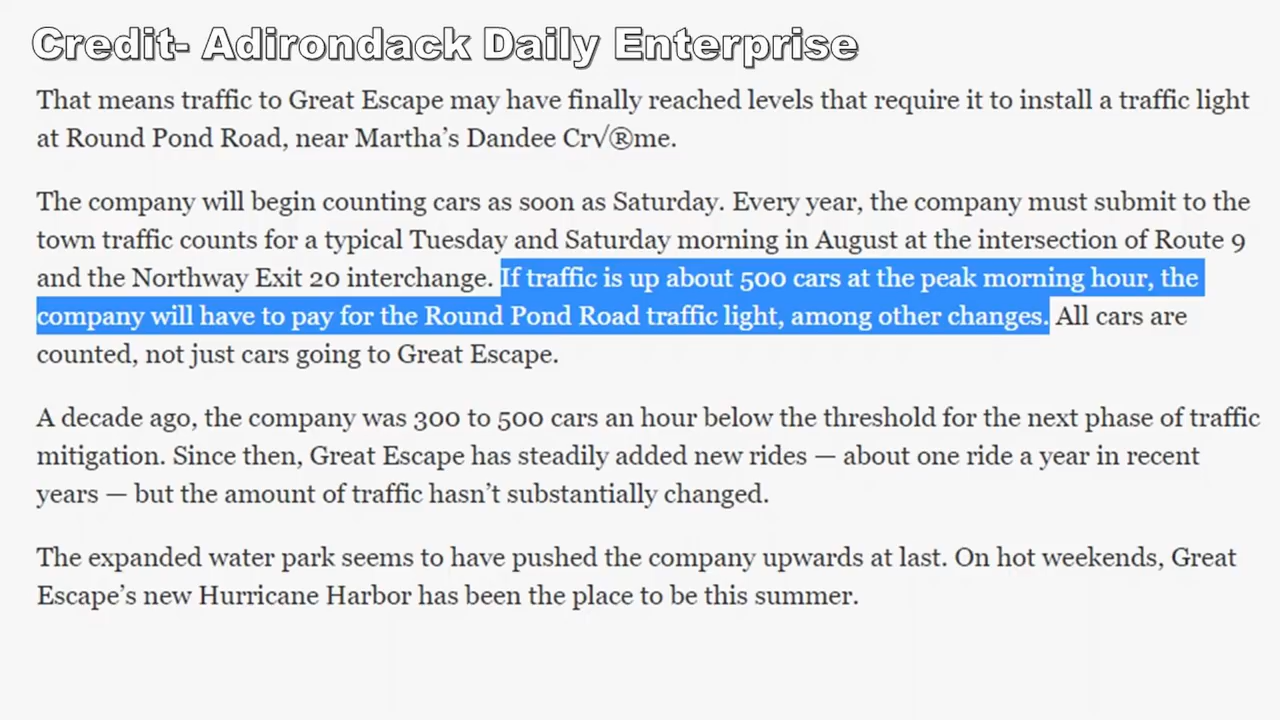 Credit- Adirondack Daily Enterprise
That means traffic to Great Escape may have finally reached levels that require it to install a traffic light
at Round Pond Road, near Martha’s Dandee Cr√®me.
The company will begin counting cars as soon as Saturday. Every year, the company must submit to the
town traffic counts for a typical Tuesday and Saturday morning in August at the intersection of Route 9
and the Northway Exit 20 interchange. If traffic is up about 500 cars at the peak morning hour, the
company will have to pay for the Round Pond Road traffic light, among other changes. All cars are
counted, not just cars going to Great Escape.
A decade ago, the company was 300 to 500 cars an hour below the threshold for the next phase of traffic
mitigation. Since then, Great Escape has steadily added new rides — about one ride a year in recent
years — but the amount of traffic hasn’t substantially changed.
The expanded water park seems to have pushed the company upwards at last. On hot weekends, Great
Escape’s new Hurricane Harbor has been the place to be this summer.